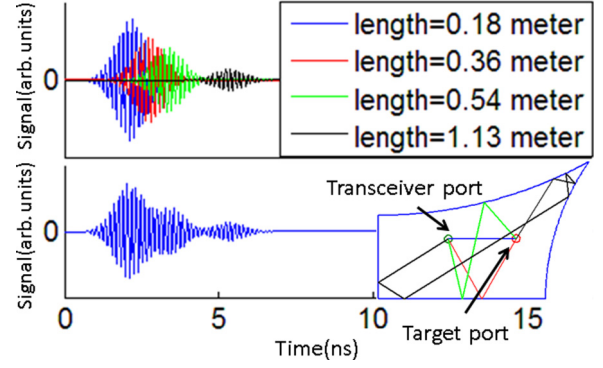 Signal(arb. units)
0
length=0.18 meter
length=0.36 meter
length=0.54 meter
length=1.13 meter
Signal(arb. units)
0
Transceiver port
Target port
0 5 10 15
Time(ns)